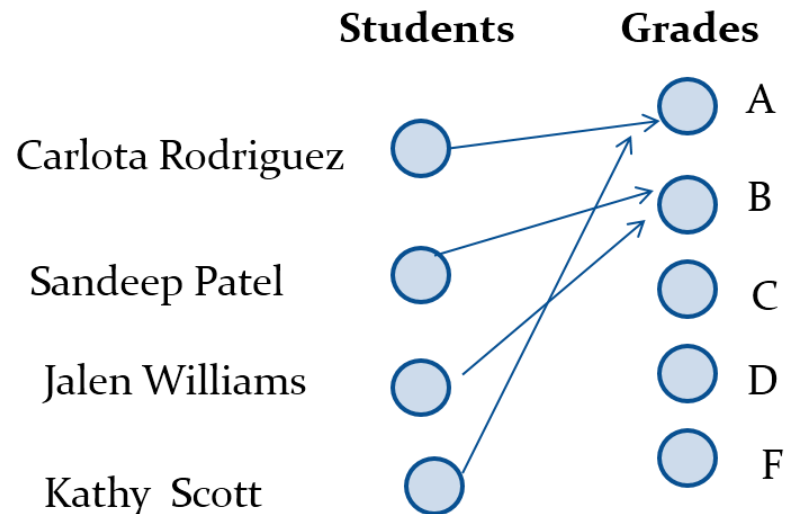 Students Grades
A
Carlota Rodriguez
B
Sandeep Patel
C
Jalen Williams
D
F
Kathy Scott